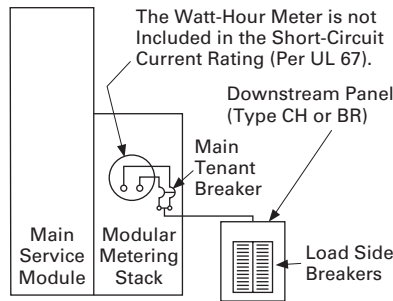 The Watt-Hour Meter is not
Included in the Short-Circuit
Current Rating (Per UL 67).
Downstream Panel
(Type CH or BR)
Main
Tenant
Breaker
Main
Service
Module
Modular
Metering
Stack
Load Side
Breakers